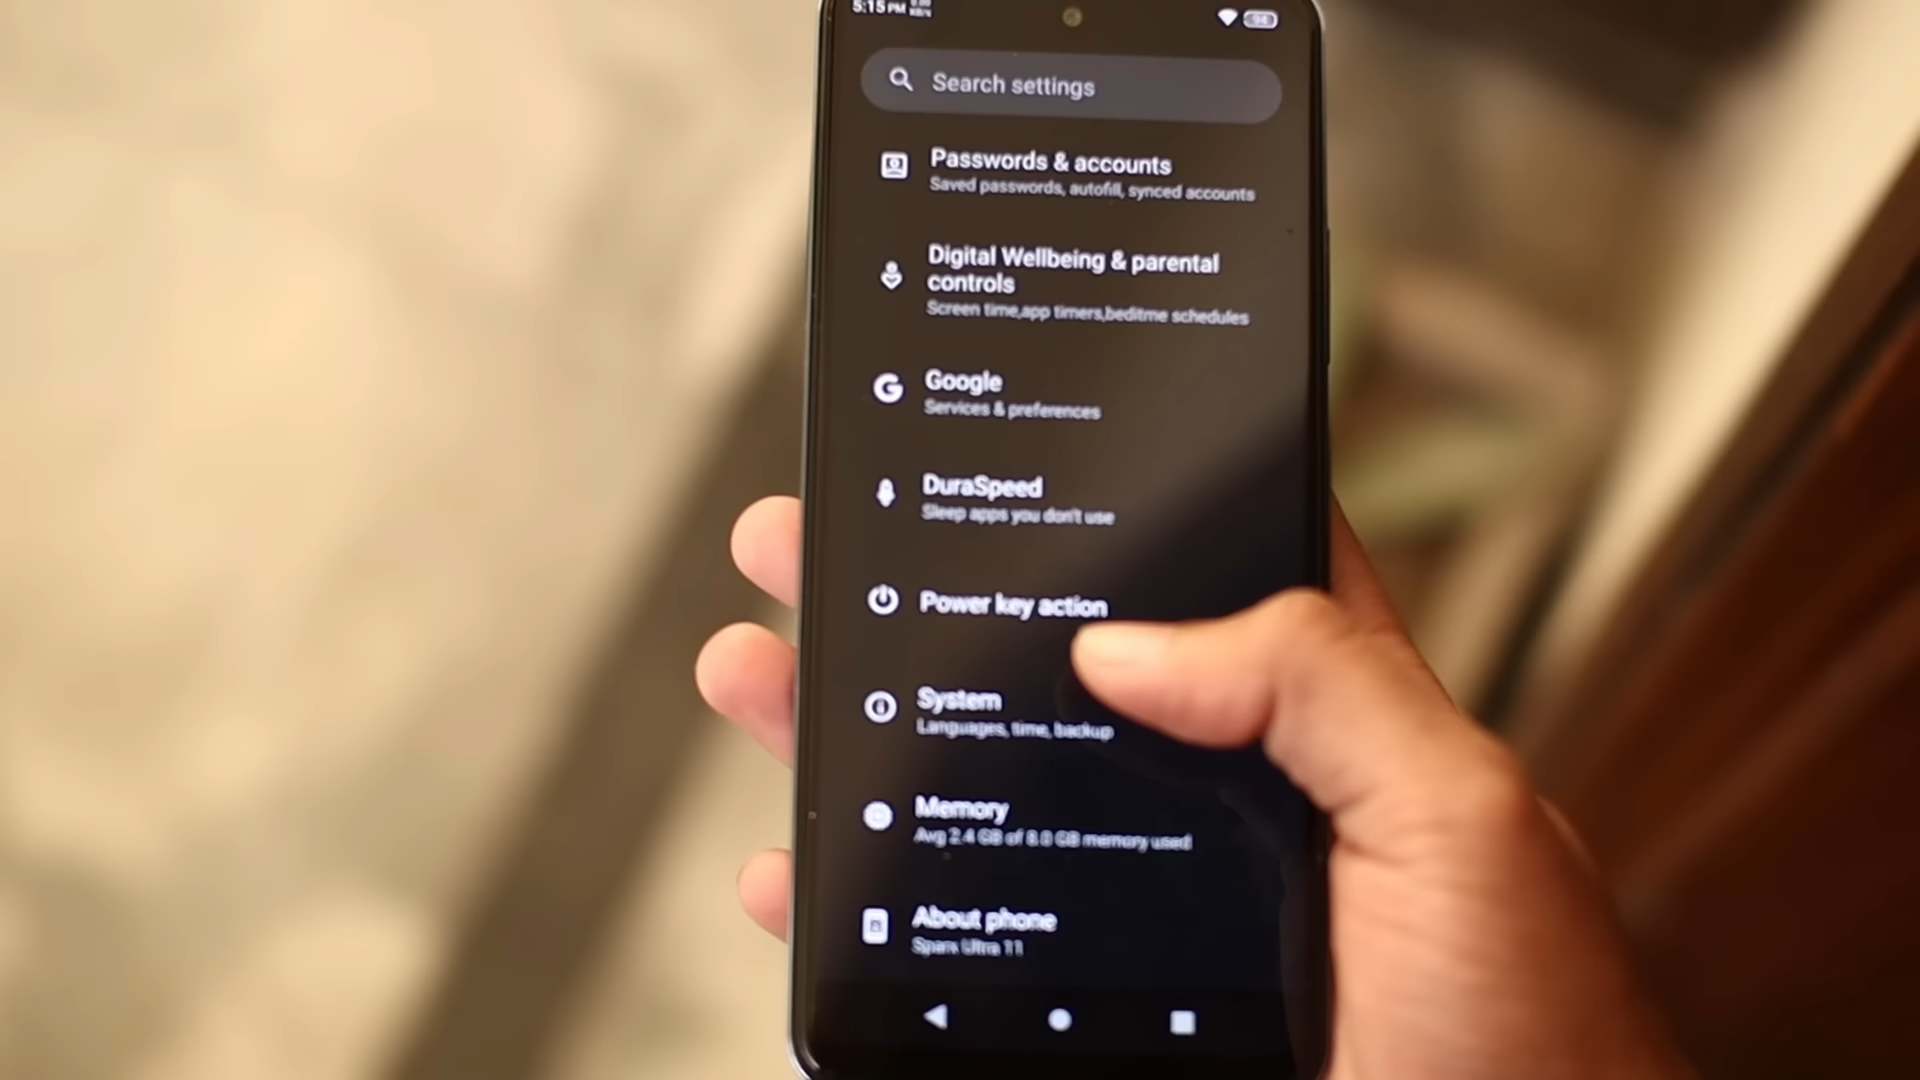 5:15 PM
94
Search settings
Passwords & accounts
Saved passwords, autofill, synced accounts
Digital Wellbeing & parental
controls
Screen time,app timers,beditme schedules
Google
Services & preferences
DuraSpeed
Sleep apps you don't use
Power key action
System
Languages, time, backup
Memory
Avg 2.4 GB of 8.0 GB memory used
About phone
Sparx Ultra 11